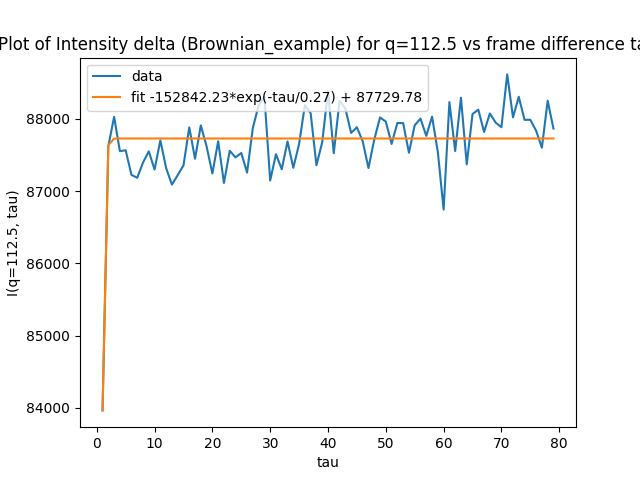 Plot of Intensity delta (Brownian_example) for q=112.5 vs frame difference ta
data
fit -152842.23*exp(-tau/0.27) + 87729.78
I(q=112.5, tau)
88000
87000
86000
85000
84000
0 10 20 30 40 50 60 70 80
tau